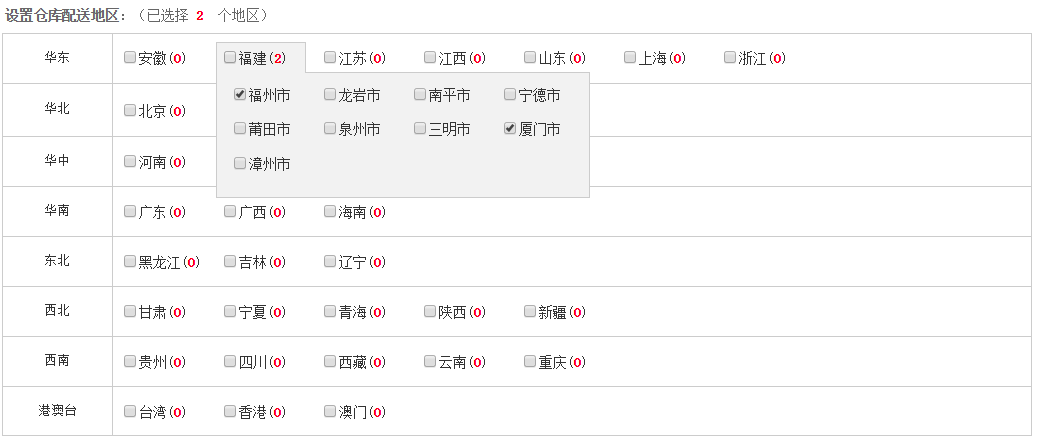 设置仓库配送地区：（已选择 2 个地区）
华东 安徽(0) 福建(2) 江苏(0) 江西(0) 山东(0) 上海(0) 浙江(0)
福州市 龙岩市 南平市 宁德市
华北 北京(0)
莆田市 泉州市 三明市 厦门市
华中 河南(0) 漳州市
华南 广东(0) 广西(0) 海南(0)
东北 黑龙江(0) 吉林(0) 辽宁(0)
西北 甘肃(0) 宁夏(0) 青海(0) 陕西(0) 新疆(0)
西南 贵州(0) 四川(0) 西藏(0) 云南(0) 重庆(0)
港澳台 台湾(0) 香港(0) 澳门(0)